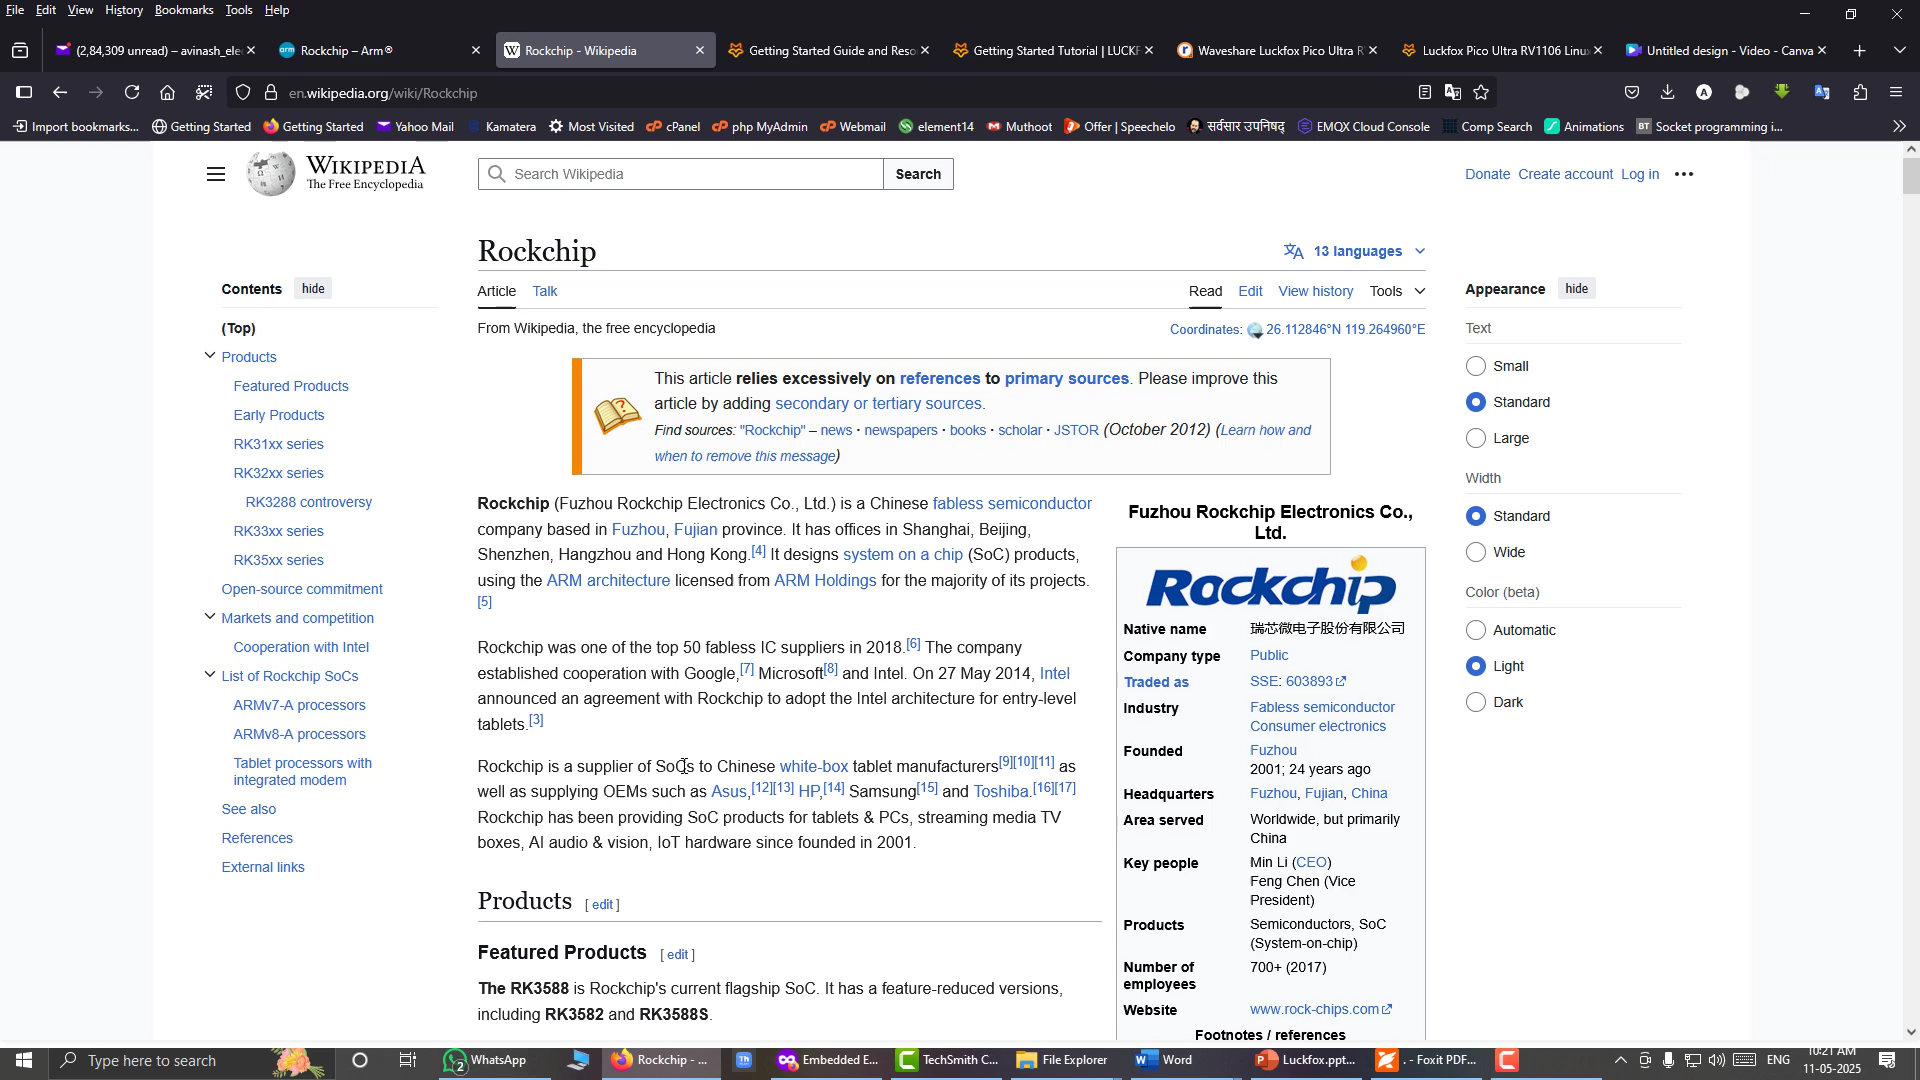 File Edit View History Bookmarks Tools Help
(2,84,309 unread) – avinash_ele
Rockchip – Arm®
Rockchip - Wikipedia
Getting Started Guide and Reso
Getting Started Tutorial | LUCKF
Waveshare Luckfox Pico Ultra R
Luckfox Pico Ultra RV1106 Linu
Untitled design - Video - Canva
en.wikipedia.org/wiki/Rockchip
Import bookmarks... Getting Started Getting Started Yahoo Mail Kamatera Most Visited cPanel php MyAdmin Webmail element14 Muthoot Offer | Speechelo सर्वसार उपनिषद् EMQX Cloud Console Comp Search Animations BT Socket programming i...
WIKIPEDIA
The Free Encyclopedia
Search Wikipedia Search
Donate Create account Log in
Rockchip
13 languages
Contents hide
(Top)
Products
Featured Products
Early Products
RK31xx series
RK32xx series
RK3288 controversy
RK33xx series
RK35xx series
Open-source commitment
Markets and competition
Cooperation with Intel
List of Rockchip SoCs
ARMv7-A processors
ARMv8-A processors
Tablet processors with
integrated modem
See also
References
External links
Article Talk
Read Edit View history Tools
From Wikipedia, the free encyclopedia
Coordinates: 26.112846°N 119.264960°E
This article relies excessively on references to primary sources. Please improve this
article by adding secondary or tertiary sources.
Find sources: "Rockchip" – news · newspapers · books · scholar · JSTOR (October 2012) (Learn how and
when to remove this message)
Rockchip (Fuzhou Rockchip Electronics Co., Ltd.) is a Chinese fabless semiconductor
company based in Fuzhou, Fujian province. It has offices in Shanghai, Beijing,
Shenzhen, Hangzhou and Hong Kong.[4] It designs system on a chip (SoC) products,
using the ARM architecture licensed from ARM Holdings for the majority of its projects.
[5]
Rockchip was one of the top 50 fabless IC suppliers in 2018.[6] The company
established cooperation with Google,[7] Microsoft[8] and Intel. On 27 May 2014, Intel
announced an agreement with Rockchip to adopt the Intel architecture for entry-level
tablets.[3]
Rockchip is a supplier of SoCs to Chinese white-box tablet manufacturers[9][10][11] as
well as supplying OEMs such as Asus,[12][13] HP,[14] Samsung[15] and Toshiba.[16][17]
Rockchip has been providing SoC products for tablets & PCs, streaming media TV
boxes, AI audio & vision, IoT hardware since founded in 2001.
Products [ edit ]
Featured Products [ edit ]
The RK3588 is Rockchip's current flagship SoC. It has a feature-reduced versions,
including RK3582 and RK3588S.
Fuzhou Rockchip Electronics Co.,
Ltd.
Rockchip
Native name 瑞芯微电子股份有限公司
Company type Public
Traded as SSE: 603893
Industry Fabless semiconductor
Consumer electronics
Founded Fuzhou
2001; 24 years ago
Headquarters Fuzhou, Fujian, China
Area served Worldwide, but primarily
China
Key people Min Li (CEO)
Feng Chen (Vice
President)
Products Semiconductors, SoC
(System-on-chip)
Number of
employees 700+ (2017)
Website www.rock-chips.com
Footnotes / references
Appearance hide
Text
Small
Standard
Large
Width
Standard
Wide
Color (beta)
Automatic
Light
Dark
Type here to search
2 WhatsApp
Rockchip - ...
Th
Embedded E...
TechSmith C...
File Explorer
Word
Luckfox.ppt...
. - Foxit PDF...
ENG
10:21 AM
11-05-2025